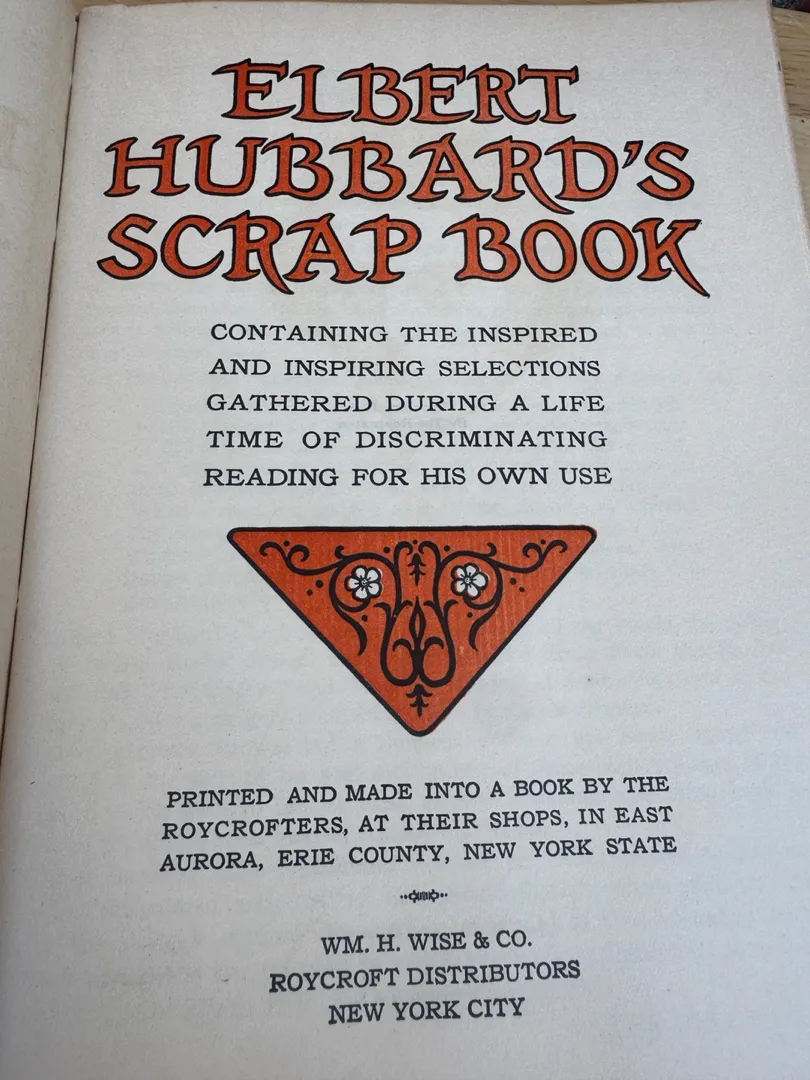 ELBERT
HUBBARD'S
SCRAP BOOK
CONTAINING THE INSPIRED
AND INSPIRING SELECTIONS
GATHERED DURING A LIFE
TIME OF DISCRIMINATING
READING FOR HIS OWN USE
PRINTED AND MADE INTO A BOOK BY THE
ROYCROFTERS, AT THEIR SHOPS, IN EAST
AURORA, ERIE COUNTY, NEW YORK STATE
WM. H. WISE & CO.
ROYCROFT DISTRIBUTORS
NEW YORK CITY